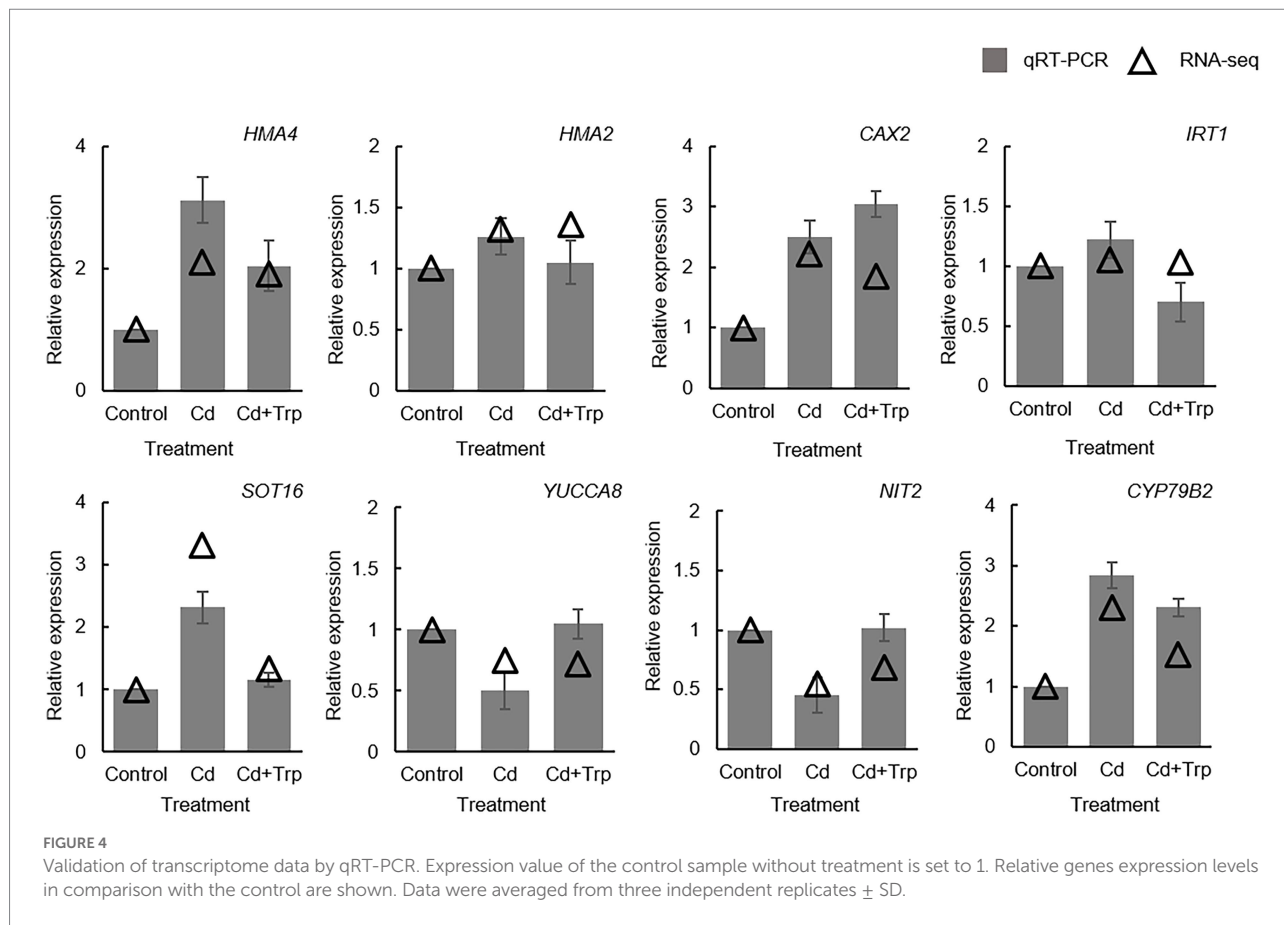 qRT-PCR RNA-seq
HMA4
Relative expression
4
2
0
Control Cd Cd+Trp
Treatment
HMA2
Relative expression
2
1.5
1
0.5
0
Control Cd Cd+Trp
Treatment
CAX2
Relative expression
4
3
2
1
0
Control Cd Cd+Trp
Treatment
IRT1
Relative expression
2
1.5
1
0.5
0
Control Cd Cd+Trp
Treatment
SOT16
Relative expression
4
3
2
1
0
Control Cd Cd+Trp
Treatment
YUCCA8
Relative expression
2
1.5
1
0.5
0
Control Cd Cd+Trp
Treatment
NIT2
Relative expression
2
1.5
1
0.5
0
Control Cd Cd+Trp
Treatment
CYP79B2
Relative expression
4
3
2
1
0
Control Cd Cd+Trp
Treatment
FIGURE 4
Validation of transcriptome data by qRT-PCR. Expression value of the control sample without treatment is set to 1. Relative genes expression levels
in comparison with the control are shown. Data were averaged from three independent replicates ± SD.